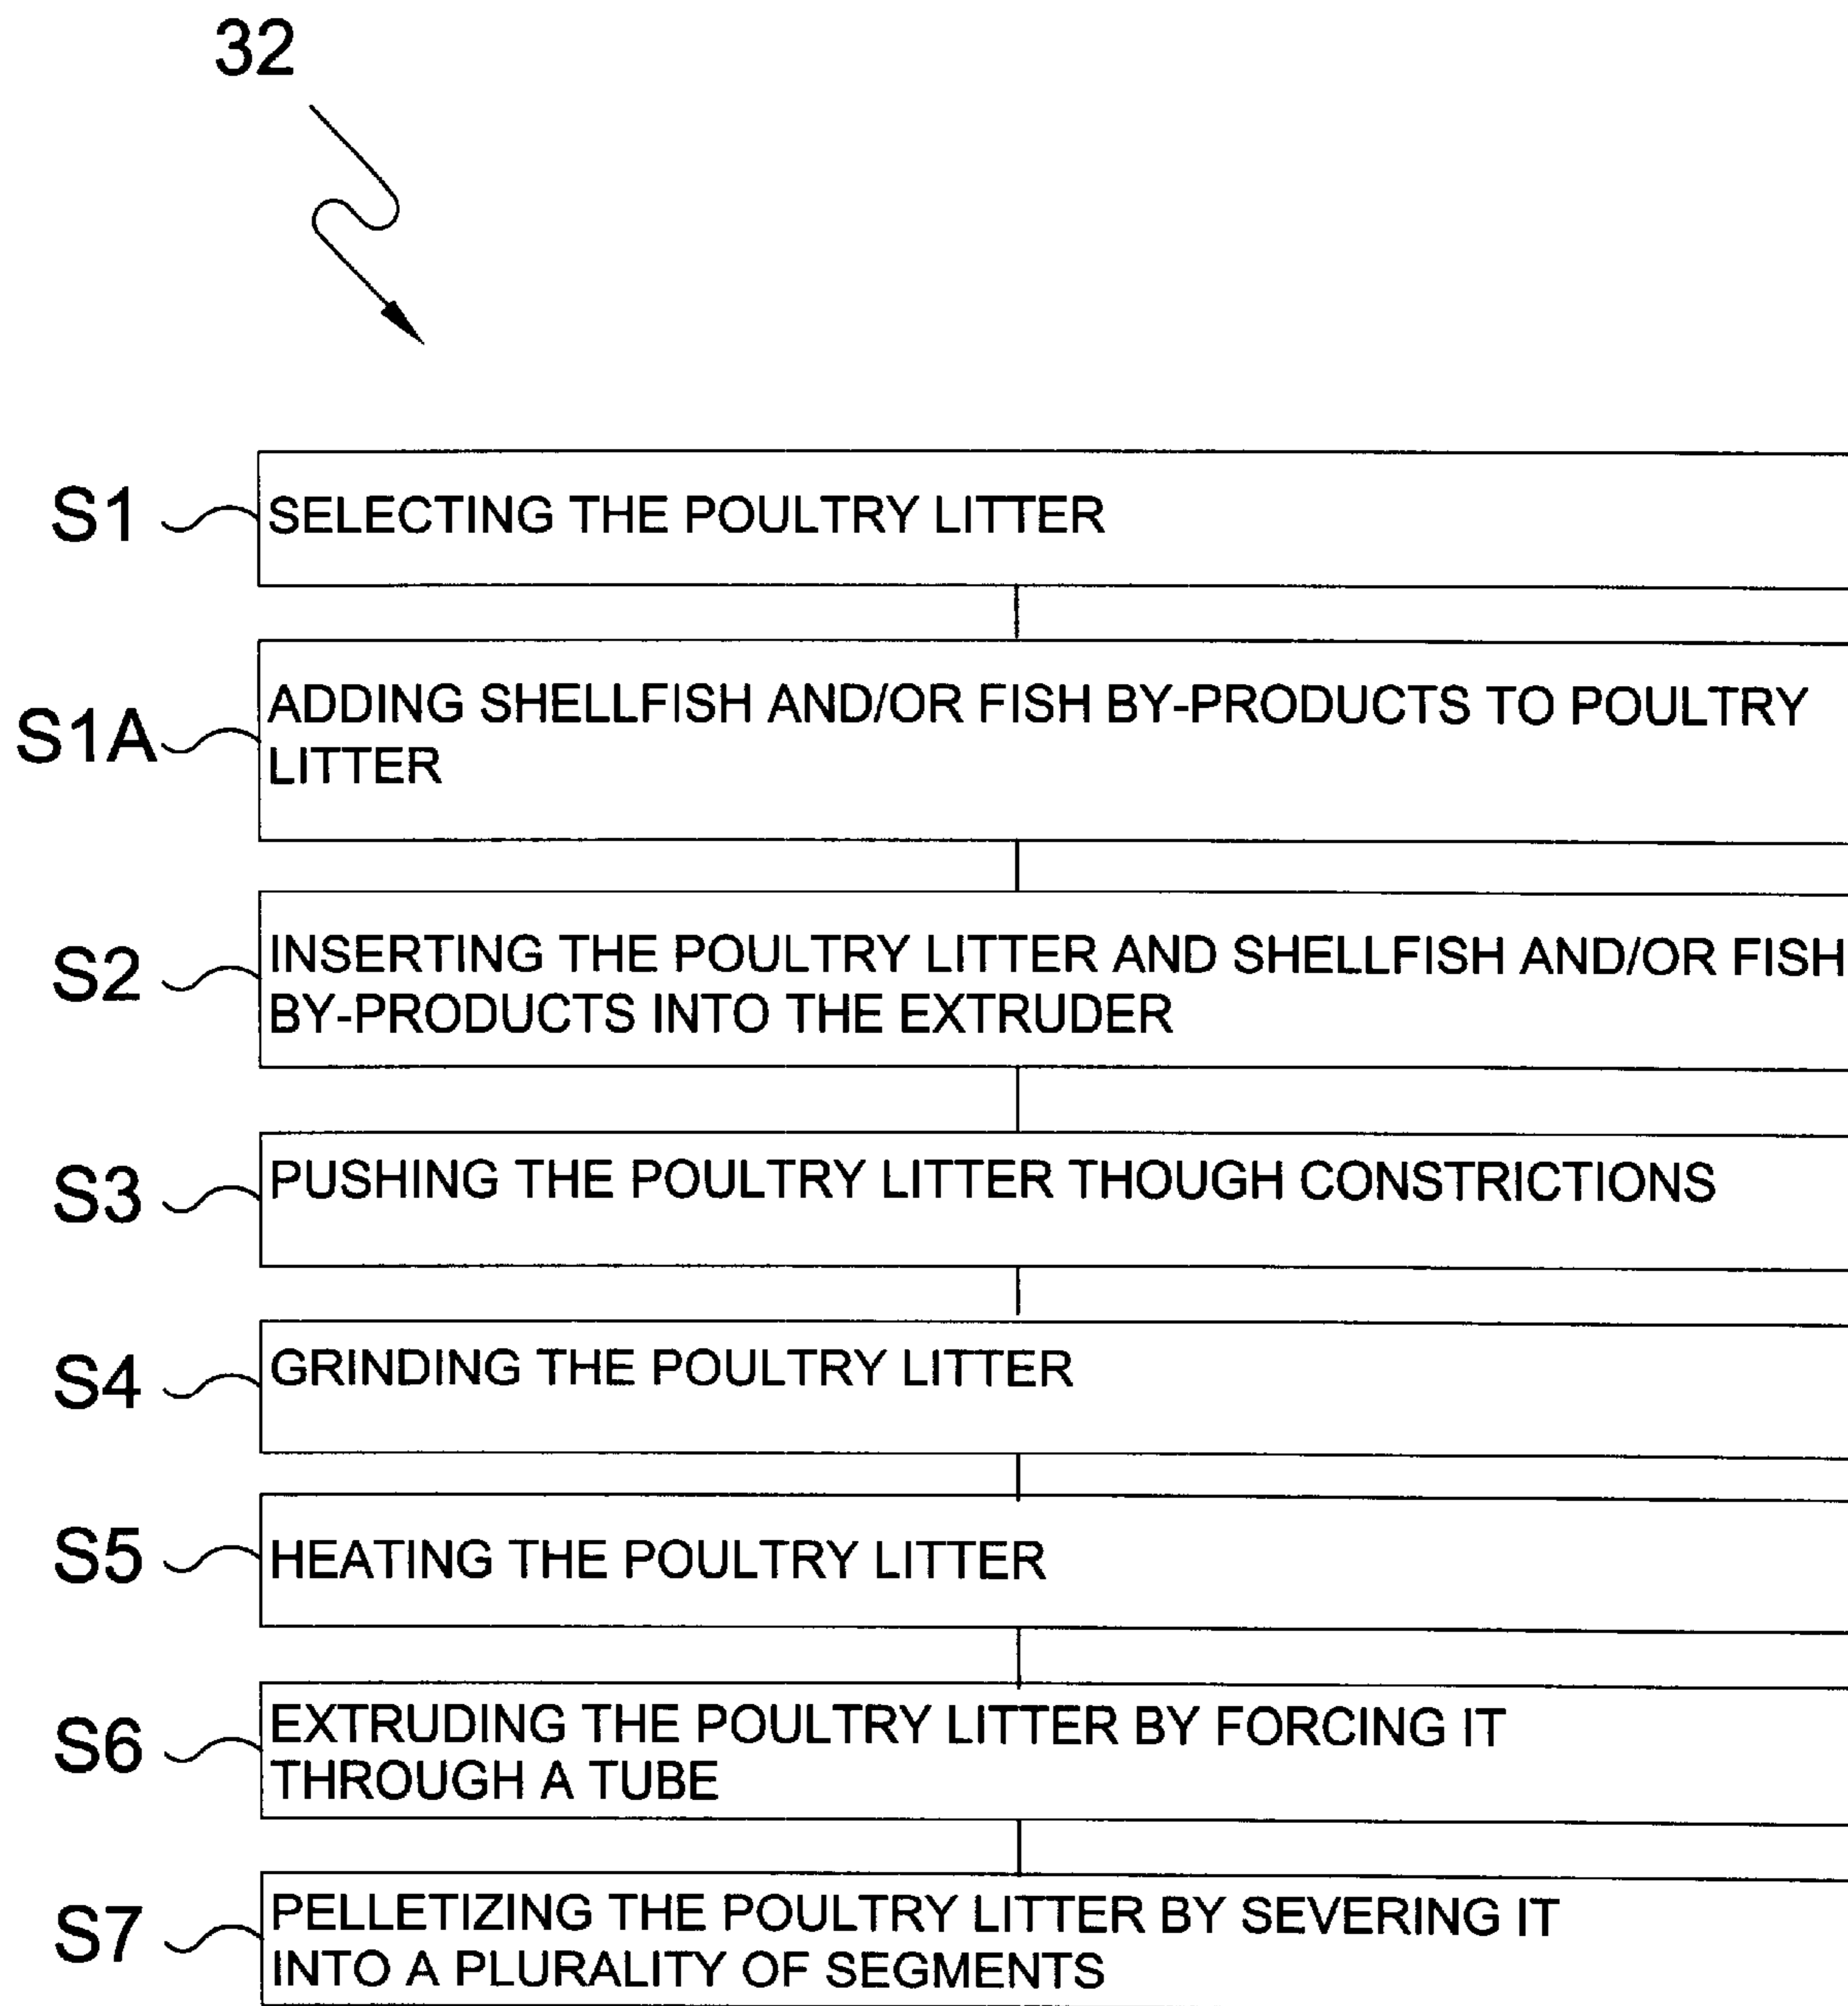 32
S1 SELECTING THE POULTRY LITTER
S1A ADDING SHELLFISH AND/OR FISH BY-PRODUCTS TO POULTRY
LITTER
S2 INSERTING THE POULTRY LITTER AND SHELLFISH AND/OR FISH
BY-PRODUCTS INTO THE EXTRUDER
S3 PUSHING THE POULTRY LITTER THOUGH CONSTRICTIONS
S4 GRINDING THE POULTRY LITTER
S5 HEATING THE POULTRY LITTER
S6 EXTRUDING THE POULTRY LITTER BY FORCING IT
THROUGH A TUBE
S7 PELLETIZING THE POULTRY LITTER BY SEVERING IT
INTO A PLURALITY OF SEGMENTS